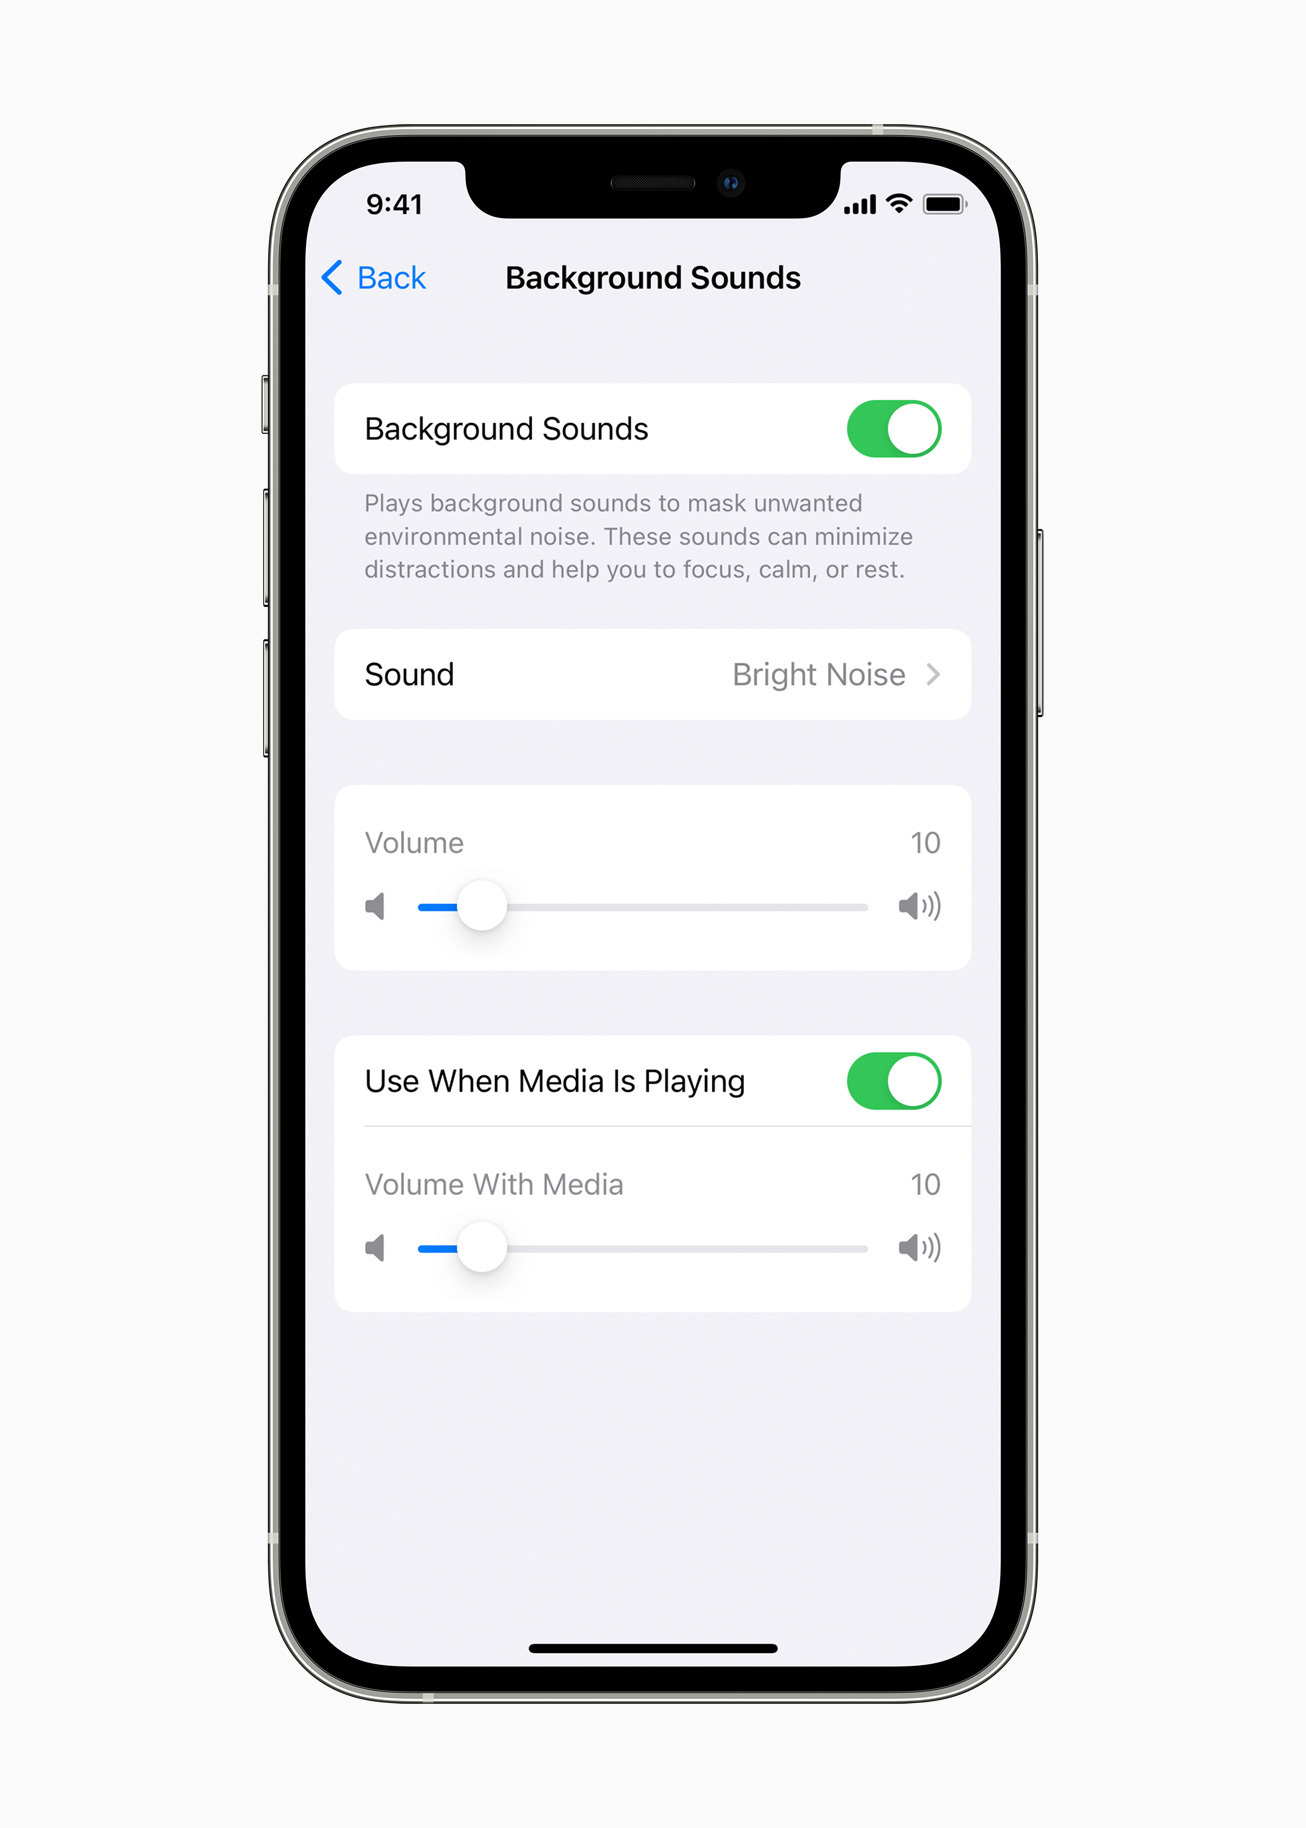 9:41
Back
Background Sounds
Background Sounds
Plays background sounds to mask unwanted
environmental noise. These sounds can minimize
distractions and help you to focus, calm, or rest.
Sound
Bright Noise
Volume
10
Use When Media Is Playing
Volume With Media
10